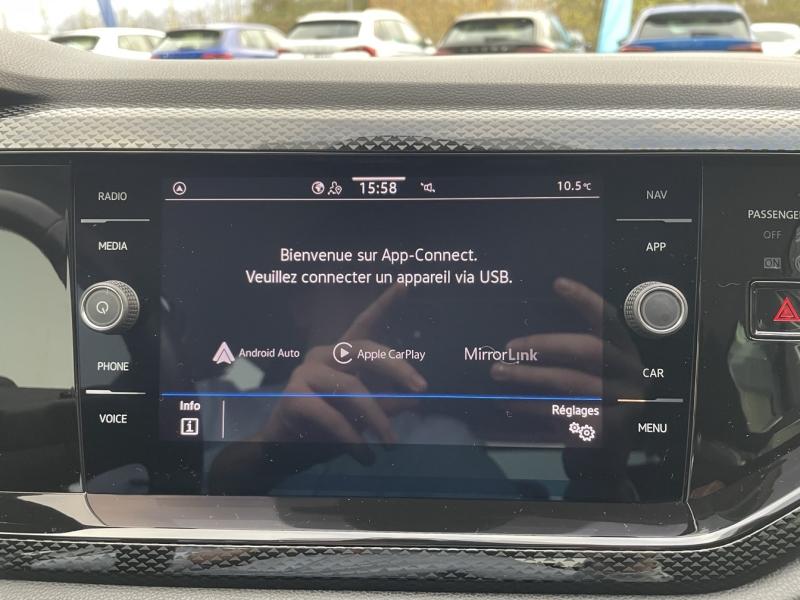 RADIO
MEDIA
PHONE
VOICE
15:58
10.5°C
Bienvenue sur App-Connect.
Veuillez connecter un appareil via USB.
Android Auto
Apple CarPlay
MirrorLink
Info
i
Réglages
NAV
APP
CAR
MENU
PASSENGER
OFF
ON